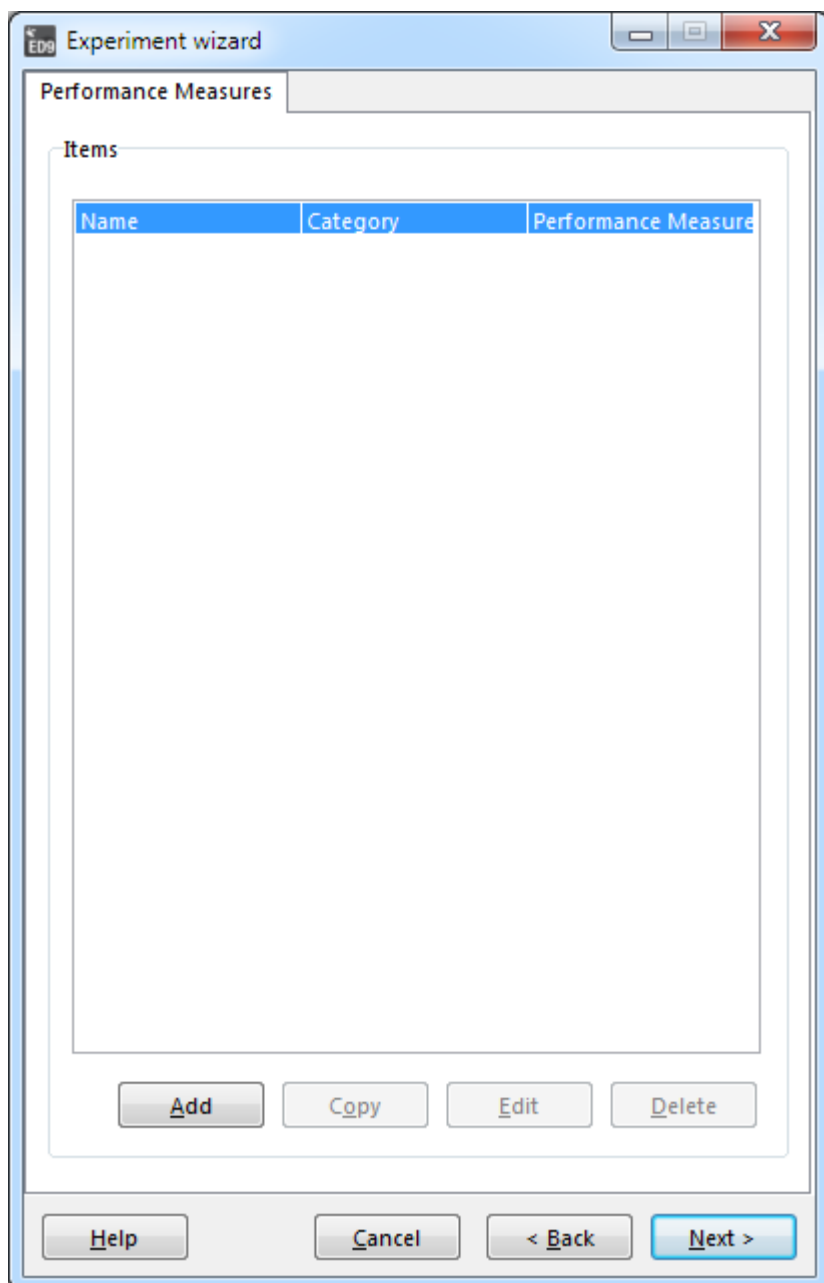 ED9 Experiment wizard
Performance Measures
Items
Name Category Performance Measure
Add Copy Edit Delete
Help Cancel < Back Next >